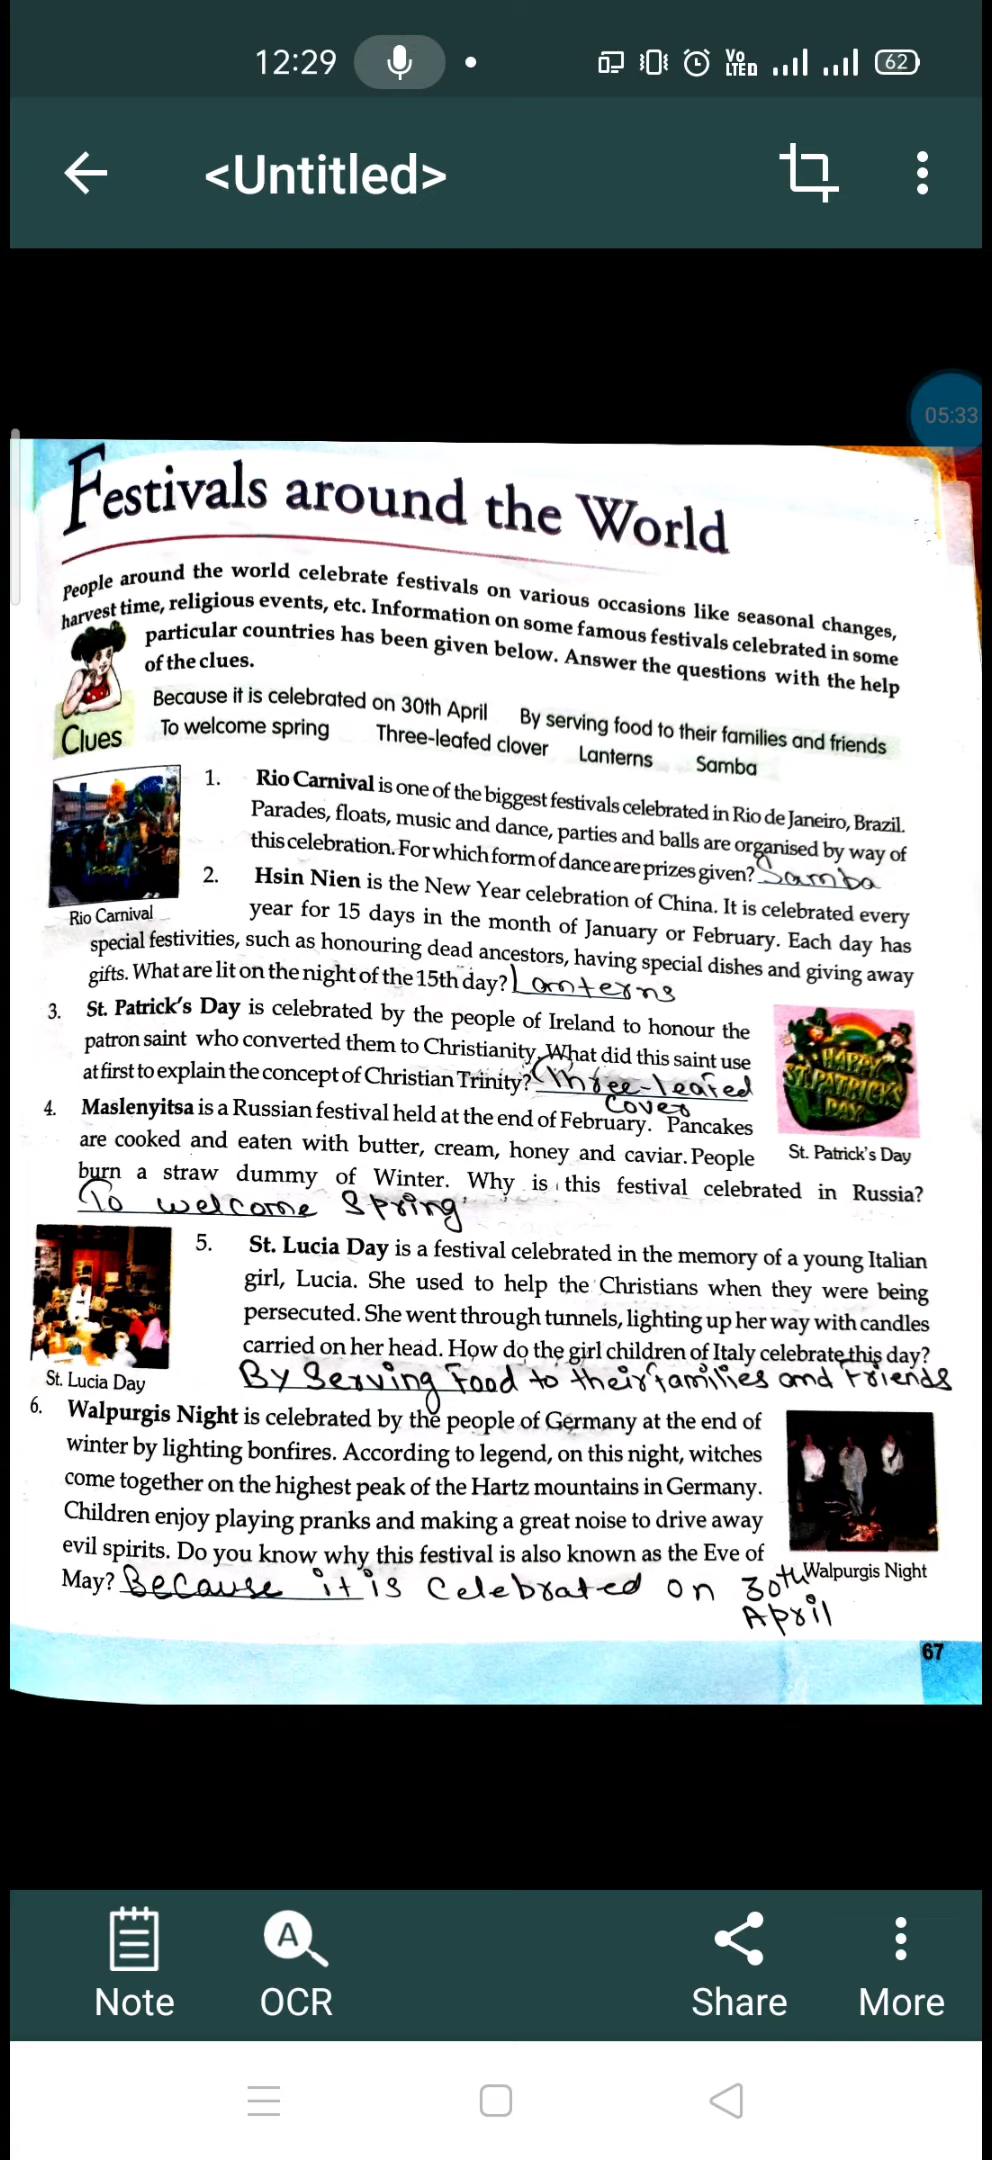 12:29
Vo
LTED
62
<Untitled>
05:33
Festivals around the World
People around the world celebrate festivals on various occasions like seasonal changes,
harvest time, religious events, etc. Information on some famous festivals celebrated in some
particular countries has been given below. Answer the questions with the help
of the clues.
Clues
Because it is celebrated on 30th April By serving food to their families and friends
To welcome spring Three-leafed clover Lanterns Samba
1. Rio Carnival is one of the biggest festivals celebrated in Rio de Janeiro, Brazil.
Parades, floats, music and dance, parties and balls are organised by way of
this celebration. For which form of dance are prizes given? Samba
Rio Carnival
2. Hsin Nien is the New Year celebration of China. It is celebrated every
year for 15 days in the month of January or February. Each day has
special festivities, such as honouring dead ancestors, having special dishes and giving away
gifts. What are lit on the night of the 15th day? Lanterns
3. St. Patrick's Day is celebrated by the people of Ireland to honour the
patron saint who converted them to Christianity. What did this saint use
at first to explain the concept of Christian Trinity? Three-leafed
Cover
HAPPY
ST. PATRICK'S
DAY
St. Patrick's Day
4. Maslenyitsa is a Russian festival held at the end of February. Pancakes
are cooked and eaten with butter, cream, honey and caviar. People
burn a straw dummy of Winter. Why is this festival celebrated in Russia?
To welcome Spring
5. St. Lucia Day is a festival celebrated in the memory of a young Italian
girl, Lucia. She used to help the Christians when they were being
persecuted. She went through tunnels, lighting up her way with candles
carried on her head. How do the girl children of Italy celebrate this day?
By Serving Food to their families and Friends
St. Lucia Day
6. Walpurgis Night is celebrated by the people of Germany at the end of
winter by lighting bonfires. According to legend, on this night, witches
come together on the highest peak of the Hartz mountains in Germany.
Children enjoy playing pranks and making a great noise to drive away
evil spirits. Do you know why this festival is also known as the Eve of
May? Because it is Celebrated on 30th
April
Walpurgis Night
67
A
Note
OCR
Share
More